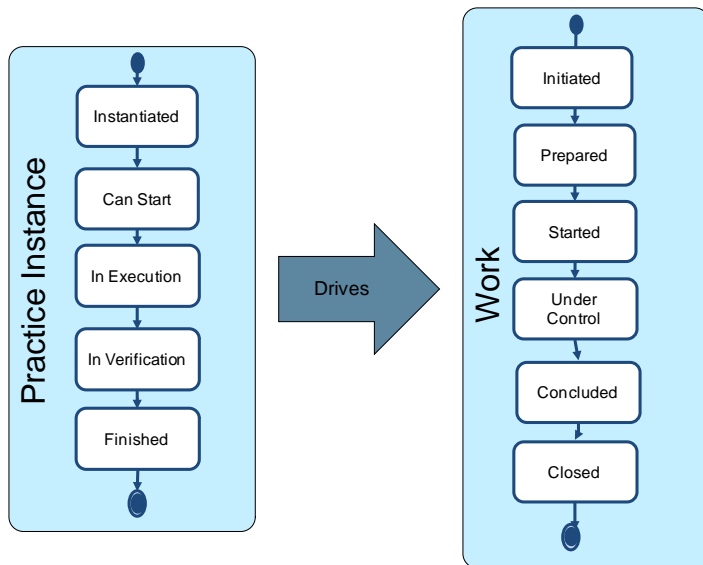 Practice Instance
Instantiated
Can Start
In Execution
In Verification
Finished
Drives
Work
Initiated
Prepared
Started
Under
Control
Concluded
Closed